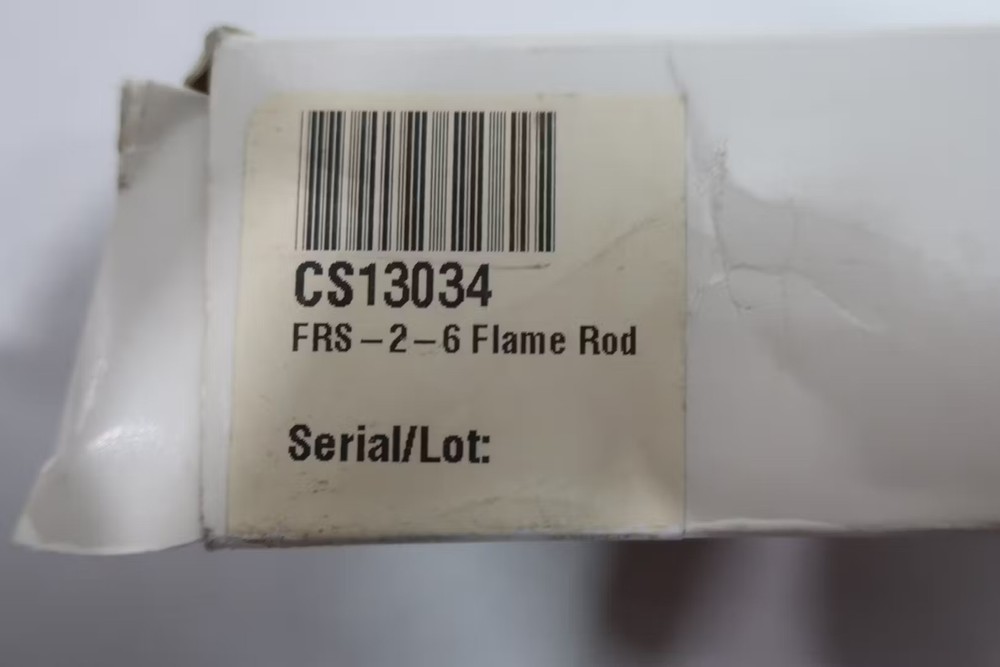 CS13034
FRS-2-6 Flame Rod
Serial/Lot: